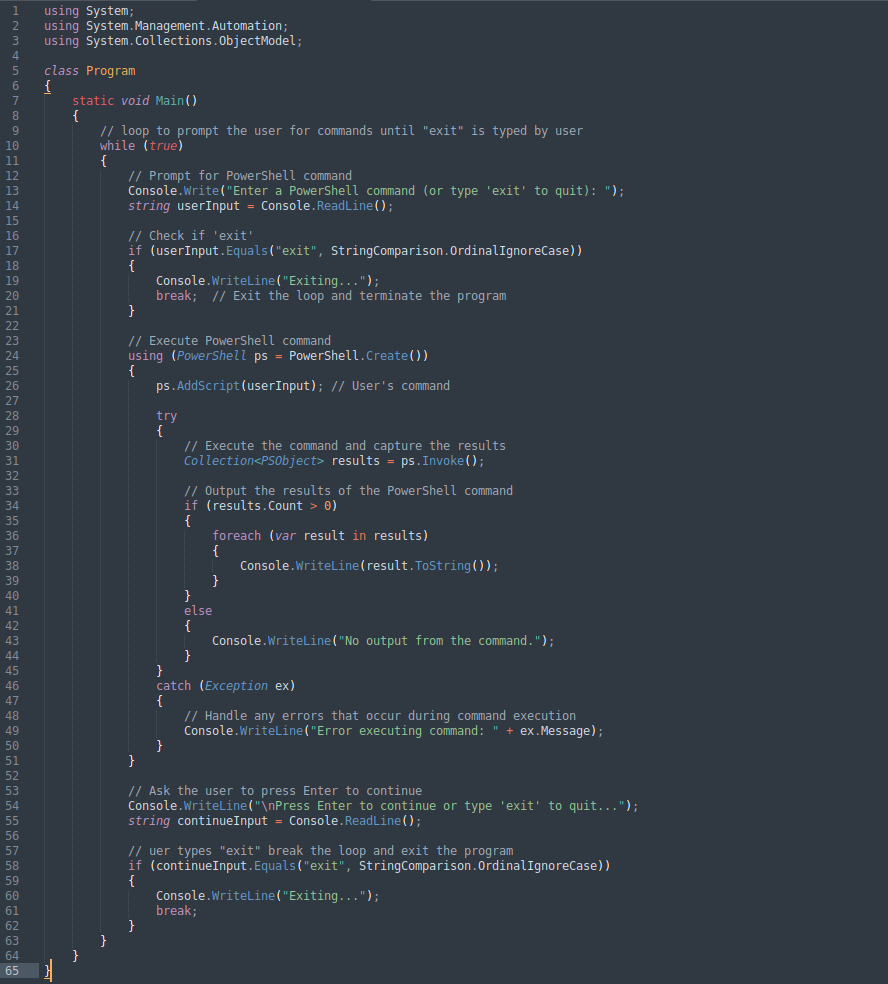 1 using System;
2 using System.Management.Automation;
3 using System.Collections.ObjectModel;
4
5 class Program
6 {
7     static void Main()
8     {
9         // loop to prompt the user for commands until "exit" is typed by user
10         while (true)
11         {
12             // Prompt for PowerShell command
13             Console.Write("Enter a PowerShell command (or type 'exit' to quit): ");
14             string userInput = Console.ReadLine();
15
16             // Check if 'exit'
17             if (userInput.Equals("exit", StringComparison.OrdinalIgnoreCase))
18             {
19                 Console.WriteLine("Exiting...");
20                 break;  // Exit the loop and terminate the program
21             }
22
23             // Execute PowerShell command
24             using (PowerShell ps = PowerShell.Create())
25             {
26                 ps.AddScript(userInput); // User's command
27
28                 try
29                 {
30                     // Execute the command and capture the results
31                     Collection<PSObject> results = ps.Invoke();
32
33                     // Output the results of the PowerShell command
34                     if (results.Count > 0)
35                     {
36                         foreach (var result in results)
37                         {
38                             Console.WriteLine(result.ToString());
39                         }
40                     }
41                     else
42                     {
43                         Console.WriteLine("No output from the command.");
44                     }
45                 }
46                 catch (Exception ex)
47                 {
48                     // Handle any errors that occur during command execution
49                     Console.WriteLine("Error executing command: " + ex.Message);
50                 }
51             }
52
53             // Ask the user to press Enter to continue
54             Console.WriteLine("\nPress Enter to continue or type 'exit' to quit...");
55             string continueInput = Console.ReadLine();
56
57             // uer types "exit" break the loop and exit the program
58             if (continueInput.Equals("exit", StringComparison.OrdinalIgnoreCase))
59             {
60                 Console.WriteLine("Exiting...");
61                 break;
62             }
63         }
64     }
65 }